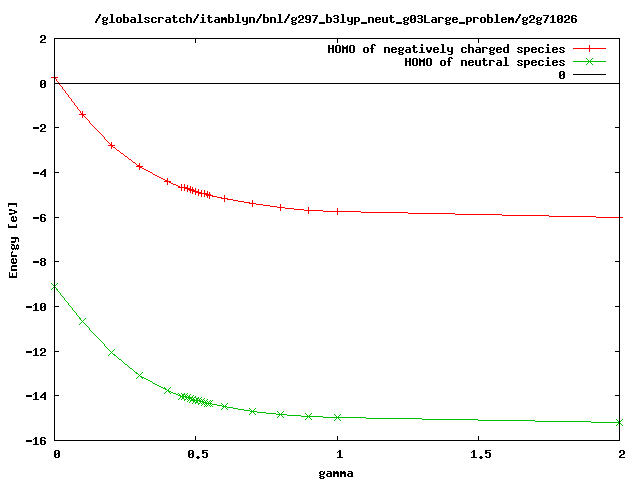 /globalscratch/itamblyn/bnl/g297_b3lyp_neut_g03Large_problem/g2g71026
HOMO of negatively charged species
HOMO of neutral species
0
2
0
-2
-4
-6
-8
-10
-12
-14
-16
Energy [eV]
0 0.5 1 1.5 2
gamma